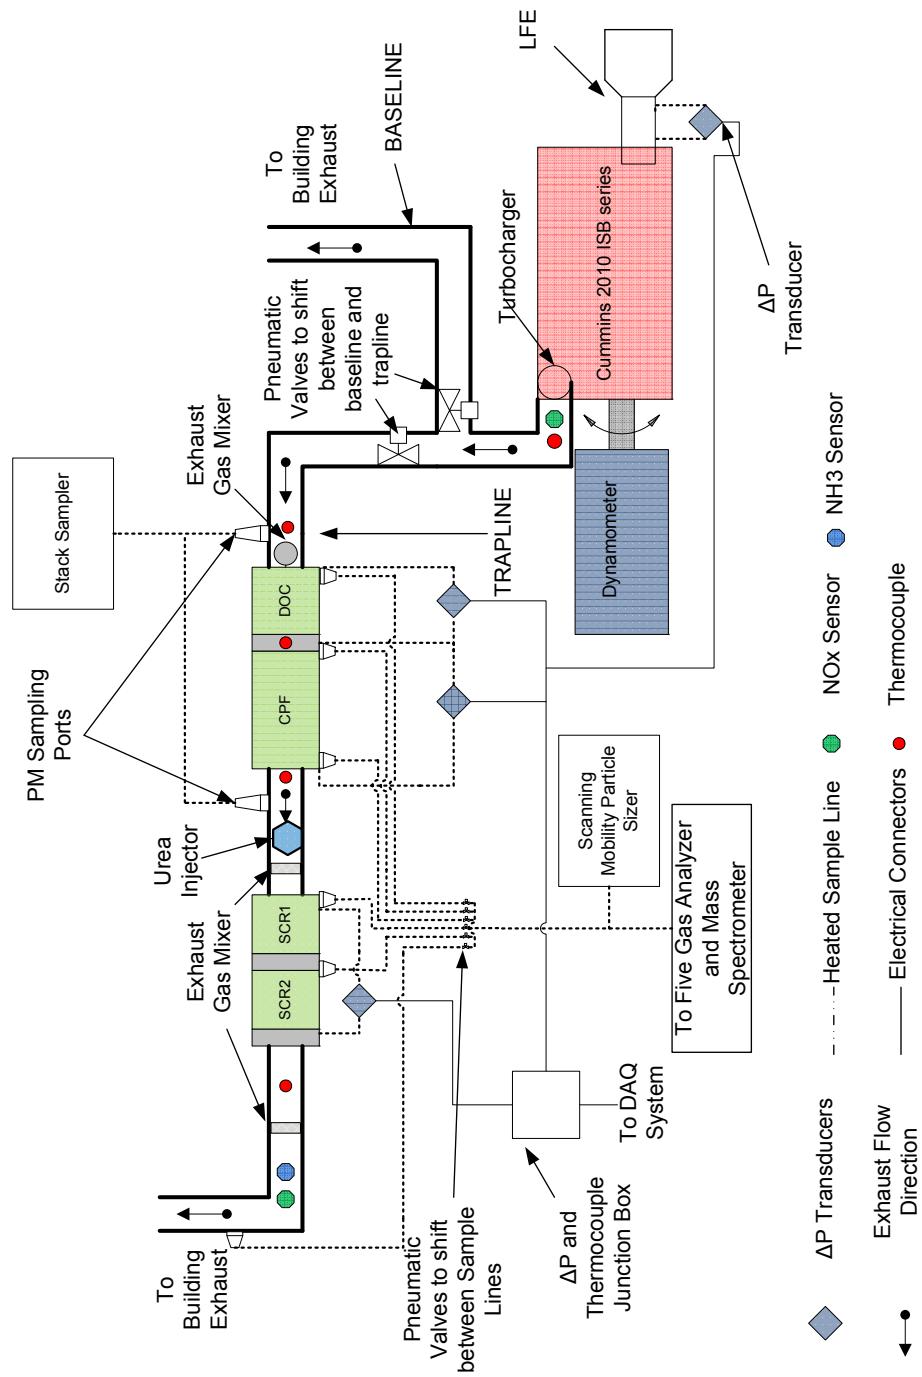 To
Building
Exhaust
Pneumatic
Valves to shift
between Sample
Lines
ΔP and
Thermocouple
Junction Box
To DAQ
System
Exhaust
Gas Mixer
Urea
Injector
PM Sampling
Ports
Stack Sampler
Exhaust
Gas Mixer
SCR2
SCR1
CPF
DOC
TRAPLINE
Pneumatic
Valves to shift
between
baseline and
trapline
To
Building
Exhaust
BASELINE
Turbocharger
LFE
Cummins 2010 ISB series
Dynamometer
ΔP
Transducer
Scanning
Mobility Particle
Sizer
To Five Gas Analyzer
and Mass
Spectrometer
ΔP Transducers
Heated Sample Line
NOx Sensor
NH3 Sensor
Exhaust Flow
Direction
Electrical Connectors
Thermocouple